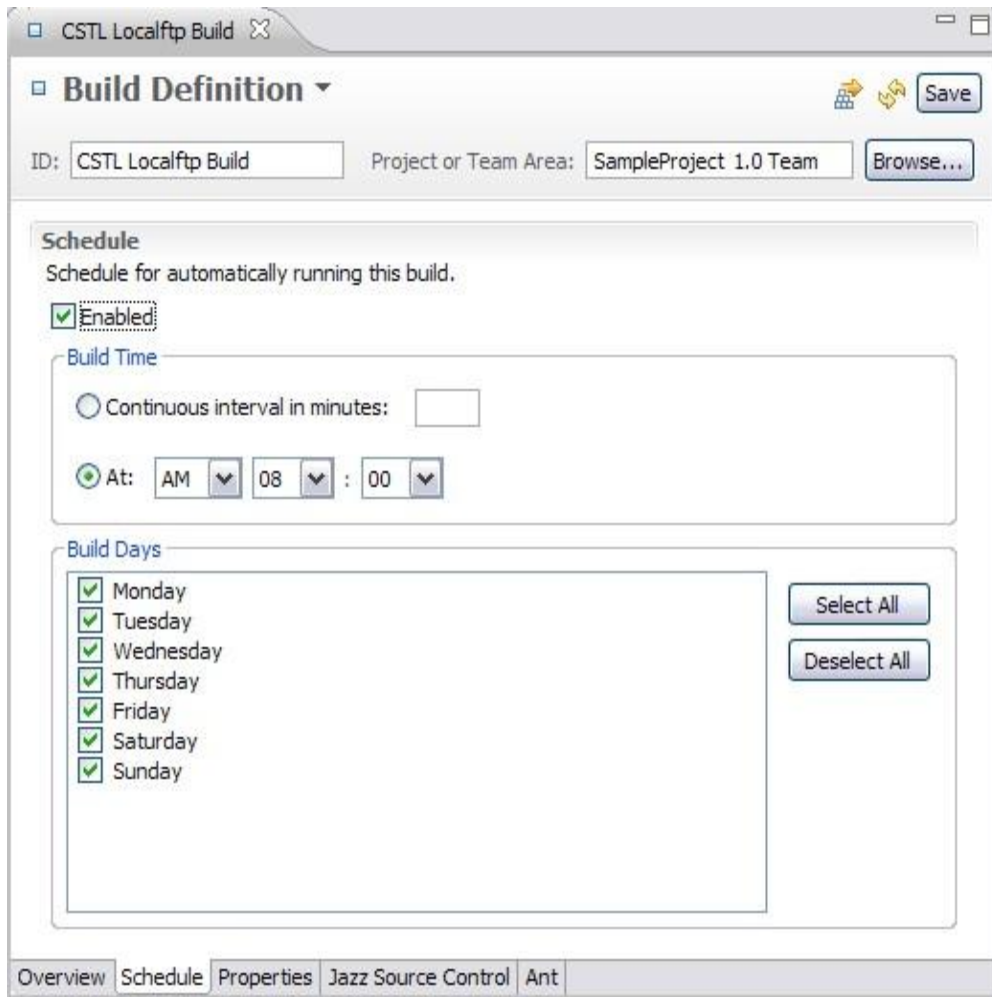 CSTL Localftp Build
Build Definition
Save
ID: CSTL Localftp Build Project or Team Area: SampleProject 1.0 Team Browse...
Schedule
Schedule for automatically running this build.
Enabled
Build Time
Continuous interval in minutes:
At: AM 08 : 00
Build Days
Monday
Tuesday
Wednesday
Thursday
Friday
Saturday
Sunday
Select All
Deselect All
Overview Schedule Properties Jazz Source Control Ant